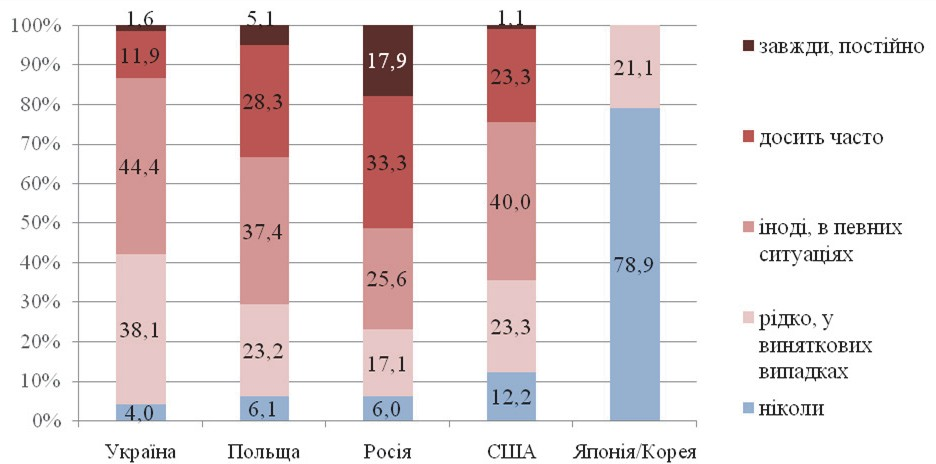 100%
90%
80%
70%
60%
50%
40%
30%
20%
10%
0%
1,6
11,9
44,4
38,1
4,0
5,1
28,3
37,4
23,2
6,1
17,9
33,3
25,6
17,1
6,0
1,1
23,3
40,0
23,3
12,2
21,1
78,9
Україна
Польща
Росія
США
Японія/Корея
завжди, постійно
досить часто
іноді, в певних
ситуаціях
рідко, у
виняткових
випадках
ніколи